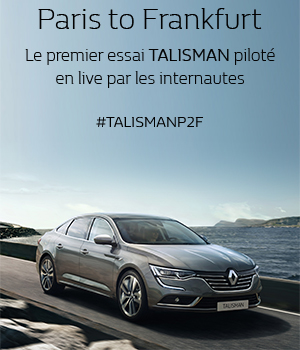 Paris to Frankfurt
Le premier essai TALISMAN piloté
en live par les internautes
#TALISMANP2F
TALISMAN